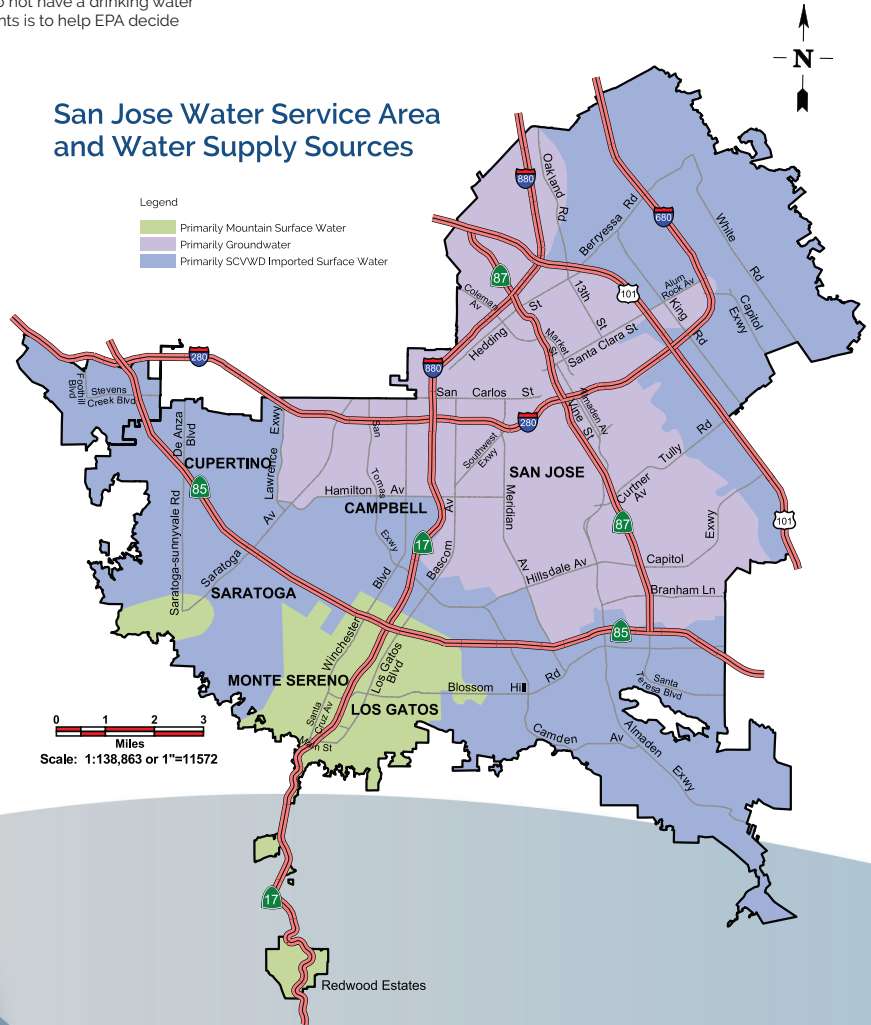 o not have a drinking water
nts is to help EPA decide
N
San Jose Water Service Area
and Water Supply Sources
Legend
Primarily Mountain Surface Water
Primarily Groundwater
Primarily SCVWD Imported Surface Water
880
Oakland Rd
Berryessa Rd
680
White Rd
87
Coleman Av
Hedding St
13th St
101
Alum Rock Av
King Rd
Capitol Expy
Market St
Santa Clara St
280
Foothill Blvd
Stevens Creek Blvd
De Anza Blvd
Lawrence Exwy
880
San Carlos St
280
Almaden Av
Vine St
San Tomas Exwy
Southwest Exwy
CUPERTINO
85
Hamilton Av
CAMPBELL
SAN JOSE
Meridian Av
Tully Rd
Curtner Av
87
101
Saratoga-sunnyvale Rd
Saratoga Av
17
Bascom Av
Hillsdale Av
Capitol Exwy
Branham Ln
SARATOGA
Winchester Blvd
85
MONTE SERENO
Los Gatos Blvd
Santa Cruz Av
LOS GATOS
Main St
Blossom Hill Rd
Santa Teresa Blvd
Camden Av
Almaden Exwy
0 1 2 3
Miles
Scale: 1:138,863 or 1"=11572
17
Redwood Estates